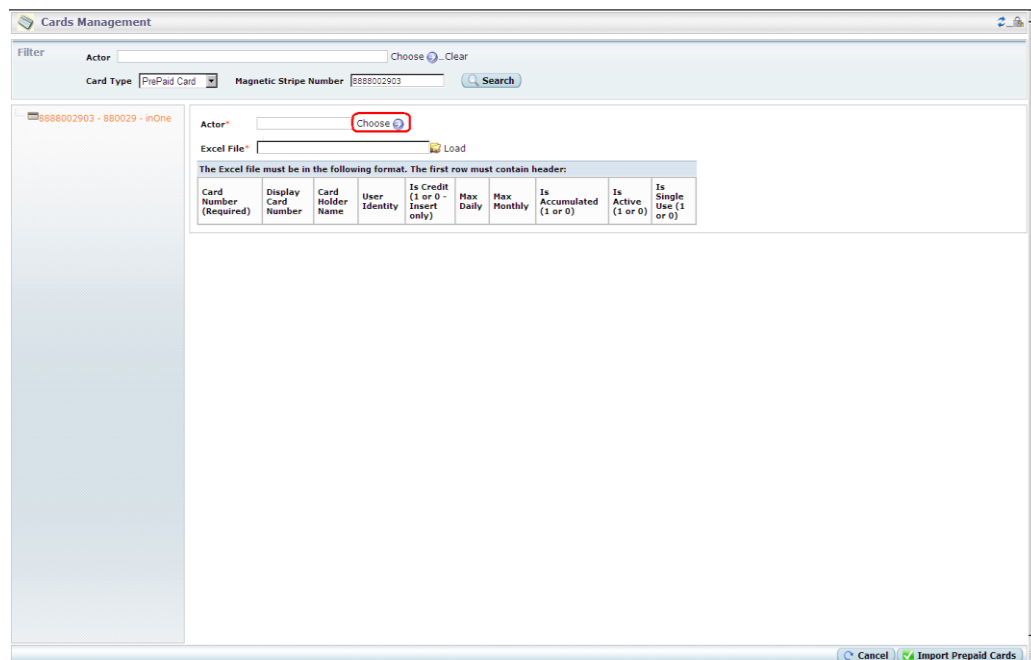 Cards Management
Filter
Actor Choose Clear
Card Type PrePaid Card Magnetic Stripe Number 8888002903 Search
8888002903 - 880029 - inOne
Actor* Choose
Excel File* Load
The Excel file must be in the following format. The first row must contain header:
Card Number (Required) Display Card Number Card Holder Name User Identity Is Credit (1 or 0 - Insert only) Max Daily Max Monthly Is Accumulated (1 or 0) Is Active (1 or 0) Is Single Use (1 or 0)
Cancel Import Prepaid Cards